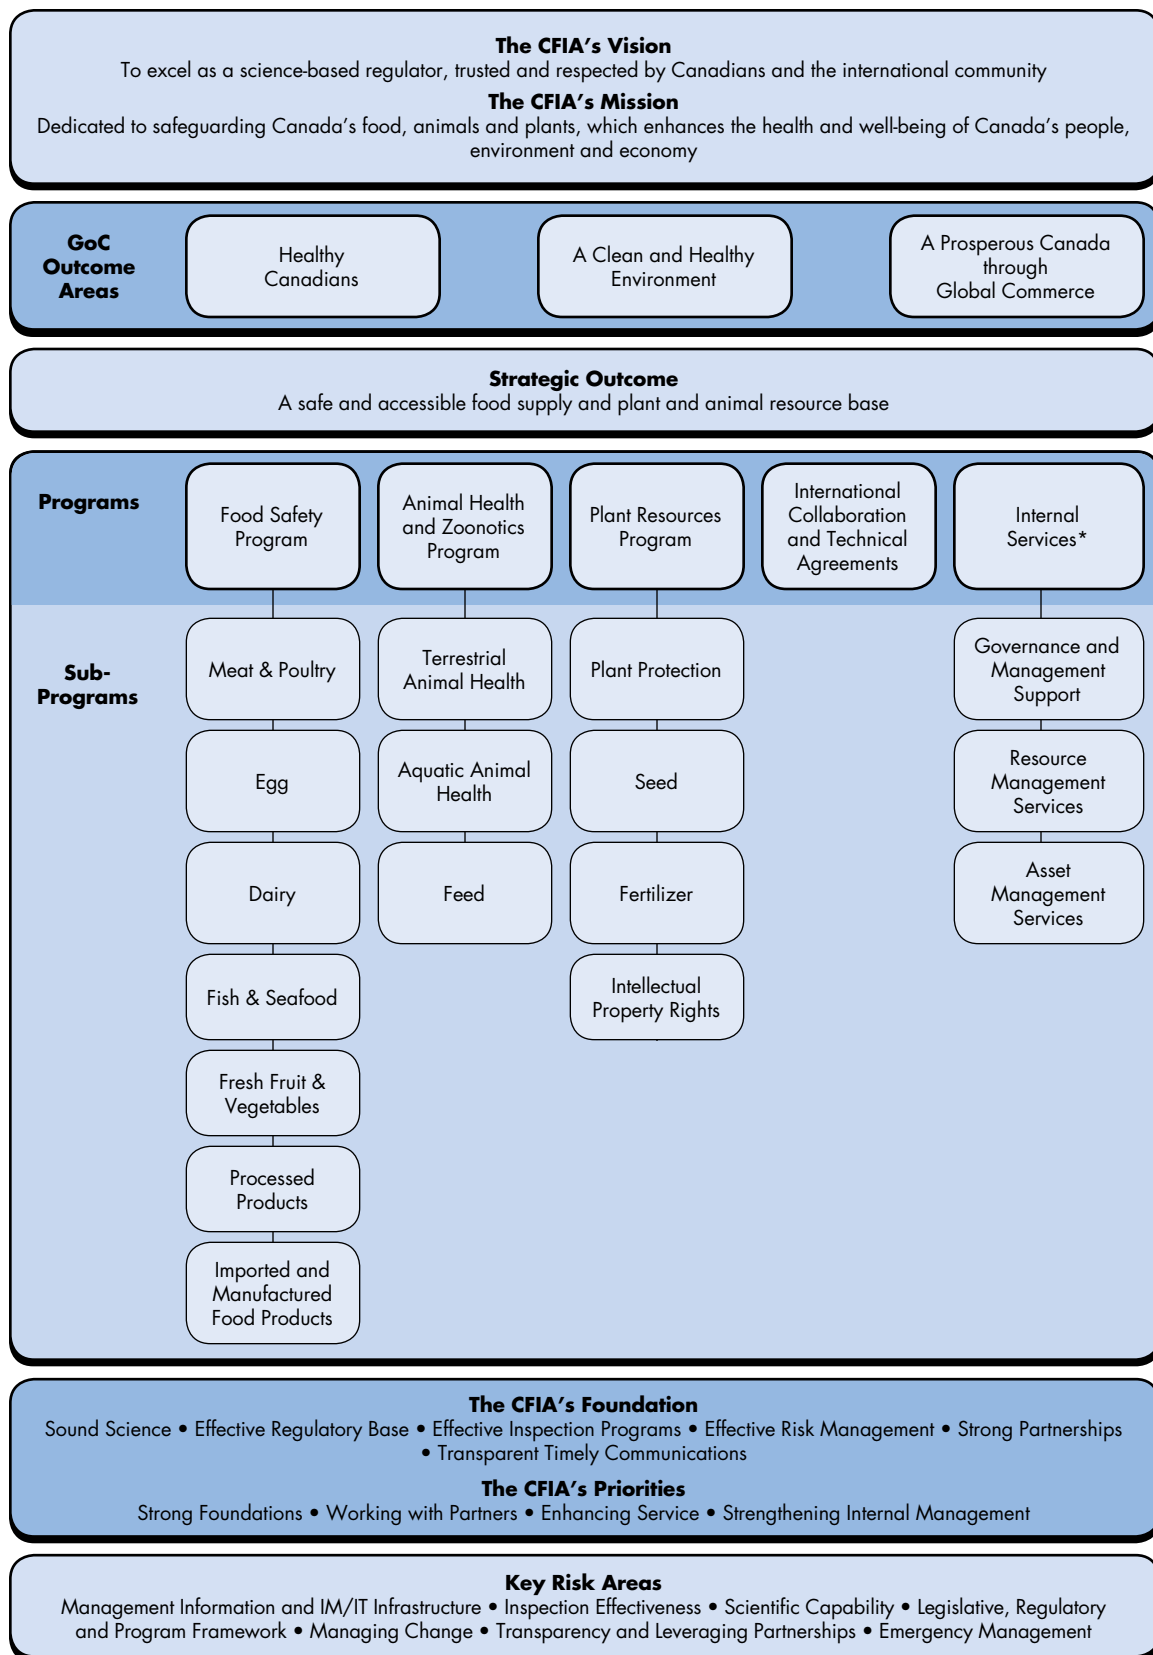 The CFIA's Vision
To excel as a science-based regulator, trusted and respected by Canadians and the international community
The CFIA's Mission
Dedicated to safeguarding Canada's food, animals and plants, which enhances the health and well-being of Canada's people,
environment and economy
GoC
Outcome
Areas
Healthy
Canadians
A Clean and Healthy
Environment
A Prosperous Canada
through
Global Commerce
Strategic Outcome
A safe and accessible food supply and plant and animal resource base
Programs
Food Safety
Program
Animal Health
and Zoonotics
Program
Plant Resources
Program
International
Collaboration
and Technical
Agreements
Internal
Services*
Sub-
Programs
Meat & Poultry
Terrestrial
Animal Health
Plant Protection
Governance and
Management
Support
Egg
Aquatic Animal
Health
Seed
Resource
Management
Services
Dairy
Feed
Fertilizer
Asset
Management
Services
Fish & Seafood
Intellectual
Property Rights
Fresh Fruit &
Vegetables
Processed
Products
Imported and
Manufactured
Food Products
The CFIA's Foundation
Sound Science • Effective Regulatory Base • Effective Inspection Programs • Effective Risk Management • Strong Partnerships
• Transparent Timely Communications
The CFIA's Priorities
Strong Foundations • Working with Partners • Enhancing Service • Strengthening Internal Management
Key Risk Areas
Management Information and IM/IT Infrastructure • Inspection Effectiveness • Scientific Capability • Legislative, Regulatory
and Program Framework • Managing Change • Transparency and Leveraging Partnerships • Emergency Management